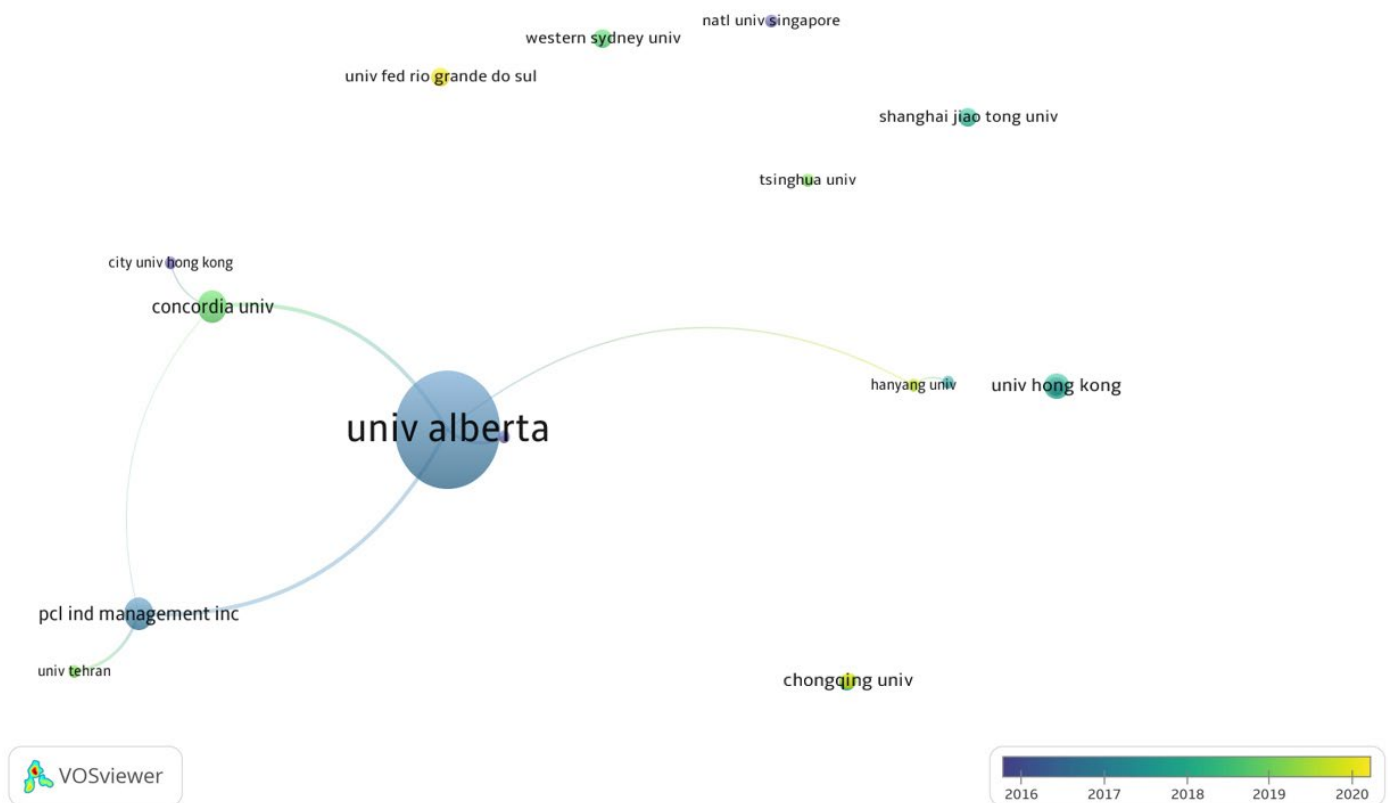 natl univ singapore
western sydney univ
univ fed rio grande do sul
shanghai jiao tong univ
tsinghua univ
city univ hong kong
concordia univ
hanyang univ
univ hong kong
univ alberta
pcl ind management inc
univ tehran
chongqing univ
VOSviewer
2016 2017 2018 2019 2020